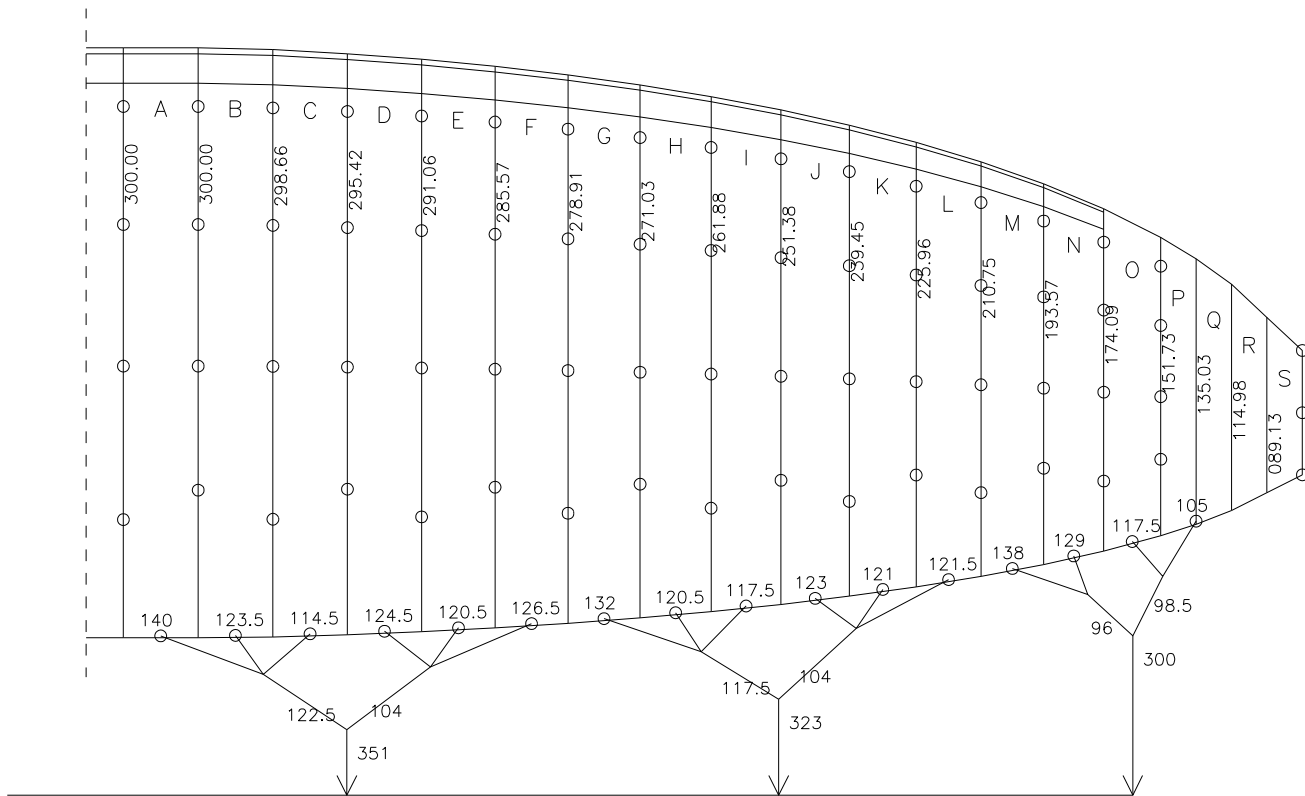 A B C D E F G H I J K L M N O P Q R S
300.00 300.00 298.66 295.42 291.06 285.57 278.91 271.03 261.88 251.38 239.45 225.96 210.75 193.57 174.09 151.73 135.03 114.98 089.13
140 123.5 114.5 124.5 120.5 126.5 132 120.5 117.5 123 121 121.5 138 129 117.5 105
122.5 104 117.5 104 96 98.5
351 323 300